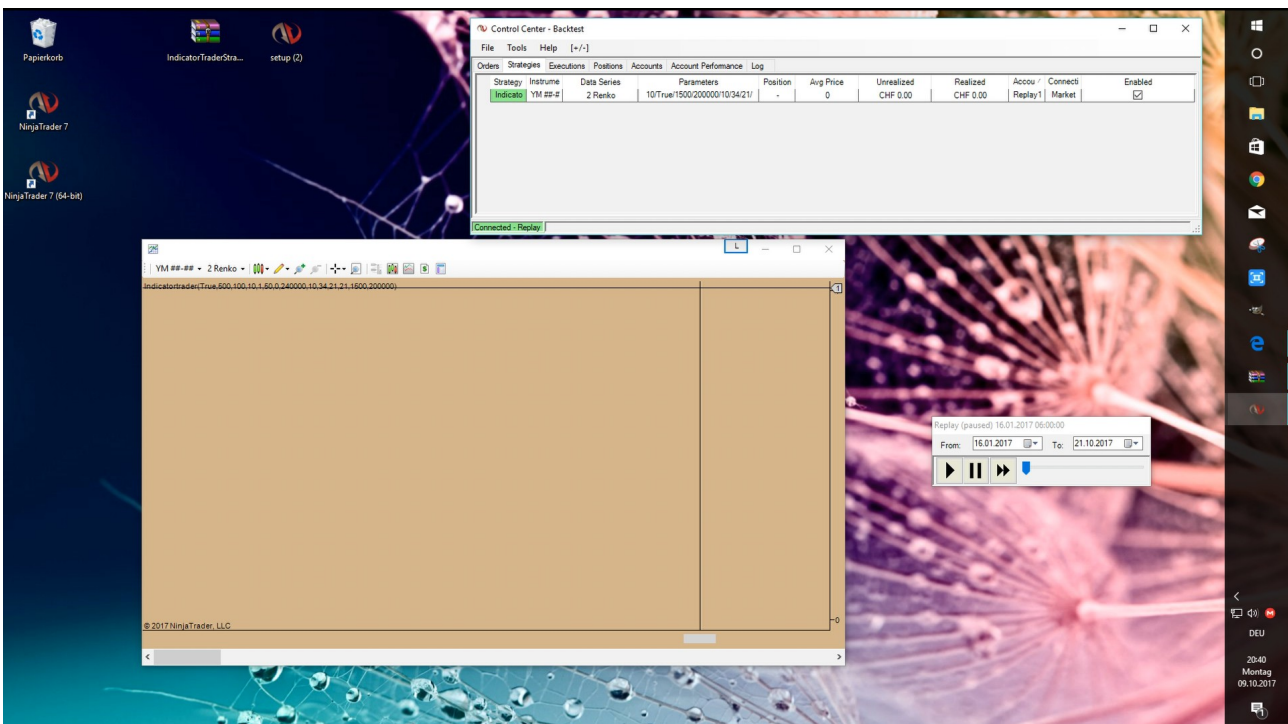 Papierkorb
IndicatorTraderStra...
setup (2)
NinjaTrader 7
NinjaTrader 7 (64-bit)
Control Center - Backtest
File Tools Help [+/-]
Orders Strategies Executions Positions Accounts Account Performance Log
Strategy Instrume Data Series Parameters Position Avg Price Unrealized Realized Accou Connecti Enabled
Indicato YM ##-# 2 Renko 10/True/1500/200000/10/34/21/ - 0 CHF 0.00 CHF 0.00 Replay1 Market
Connected - Replay
L
YM ##-## 2 Renko
Indicatortrader(True,500,100,10,1,60,0,240000,10,34,21,21,1500,200000)
1
0
© 2017 NinjaTrader, LLC
Replay (paused) 16.01.2017 06:00:00
From: 16.01.2017 To: 21.10.2017
DEU
20:40
Montag
09.10.2017
1